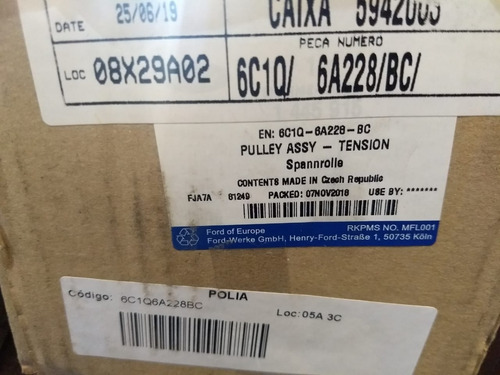 DATE 25/06/19
CAIXA 5942003
PECA NUMERO
LOC 08X29A02
6C1Q/ 6A228/BC/
EN: 6C1Q-6A228-BC
PULLEY ASSY - TENSION
Spannrolle
CONTENTS MADE IN Czech Republic
FJA7A 61249 PACKED: 07NOV2018 USE BY: *******
Ford of Europe RKPMS NO. MFL001
Ford-Werke GmbH, Henry-Ford-Straße 1, 50735 Köln
POLIA
Código: 6C1Q6A228BC
Loc: 05A 3C